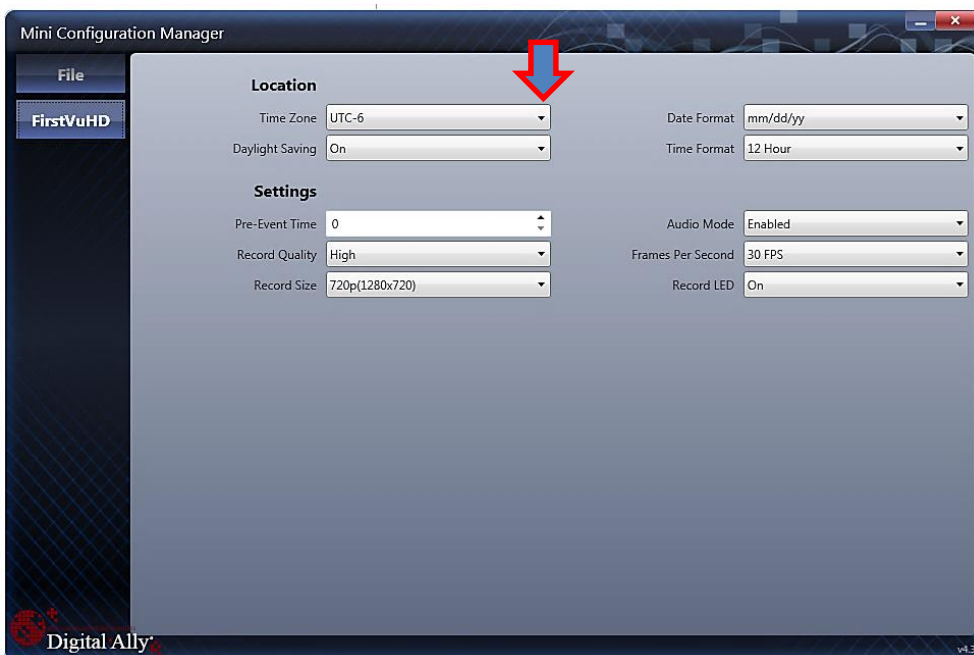 Mini Configuration Manager
File
FirstVuHD
Location
Time Zone UTC-6 Date Format mm/dd/yy
Daylight Saving On Time Format 12 Hour
Settings
Pre-Event Time 0 Audio Mode Enabled
Record Quality High Frames Per Second 30 FPS
Record Size 720p(1280x720) Record LED On
Digital Ally